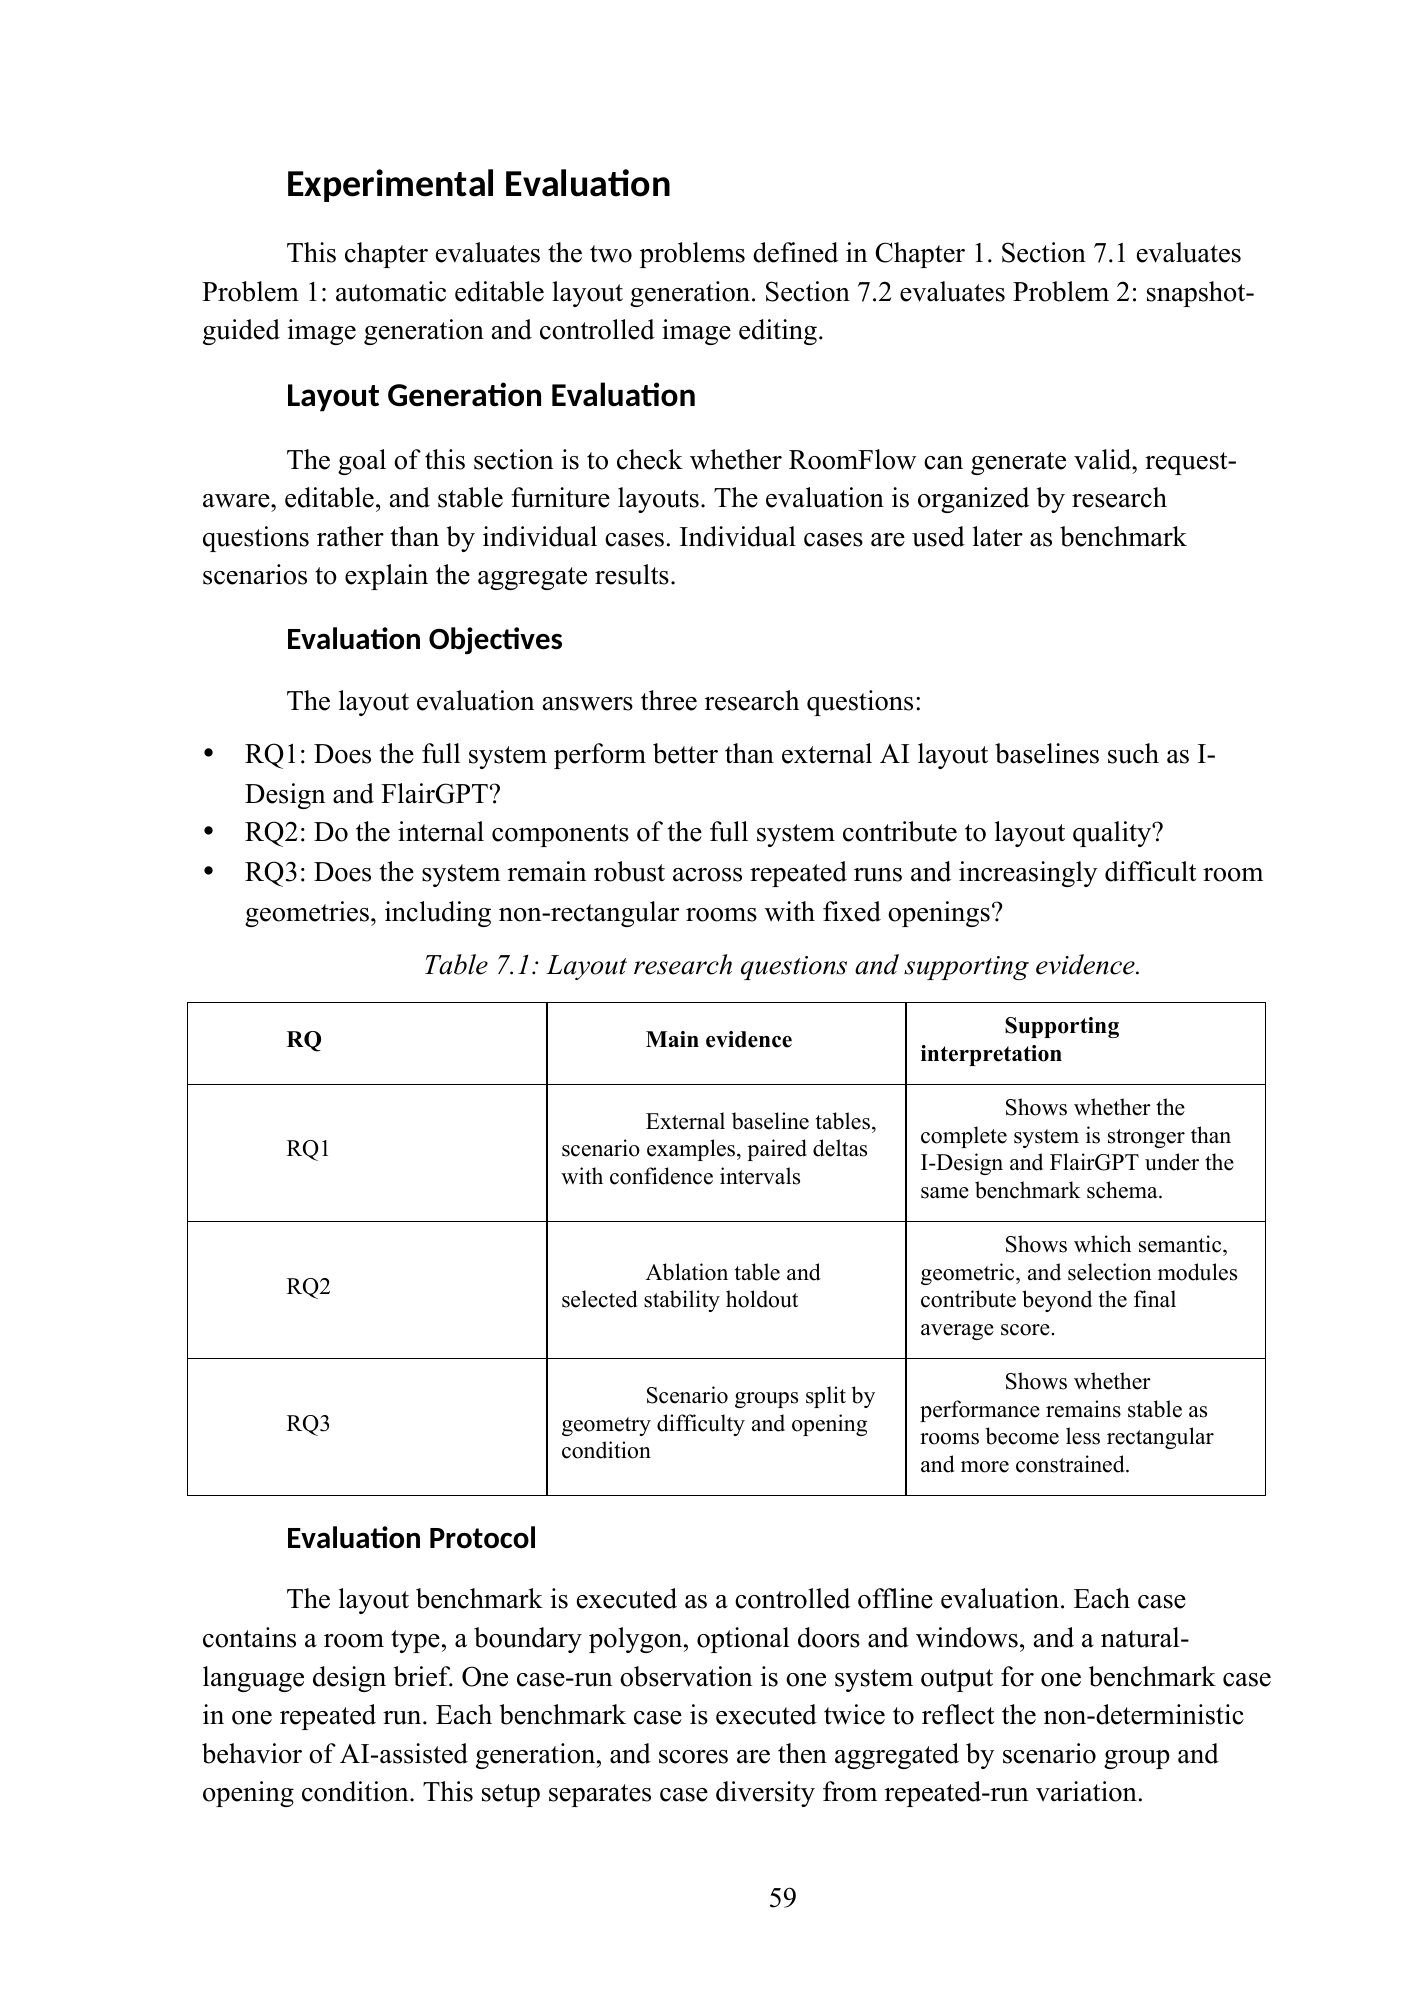 Experimental Evaluation
This chapter evaluates the two problems defined in Chapter 1. Section 7.1 evaluates
Problem 1: automatic editable layout generation. Section 7.2 evaluates Problem 2: snapshot-
guided image generation and controlled image editing.
Layout Generation Evaluation
The goal of this section is to check whether RoomFlow can generate valid, request-
aware, editable, and stable furniture layouts. The evaluation is organized by research
questions rather than by individual cases. Individual cases are used later as benchmark
scenarios to explain the aggregate results.
Evaluation Objectives
The layout evaluation answers three research questions:
• RQ1: Does the full system perform better than external AI layout baselines such as I-
Design and FlairGPT?
• RQ2: Do the internal components of the full system contribute to layout quality?
• RQ3: Does the system remain robust across repeated runs and increasingly difficult room
geometries, including non-rectangular rooms with fixed openings?
Table 7.1: Layout research questions and supporting evidence.
RQ
Main evidence
Supporting
interpretation
RQ1
External baseline tables,
scenario examples, paired deltas
with confidence intervals
Shows whether the
complete system is stronger than
I-Design and FlairGPT under the
same benchmark schema.
RQ2
Ablation table and
selected stability holdout
Shows which semantic,
geometric, and selection modules
contribute beyond the final
average score.
RQ3
Scenario groups split by
geometry difficulty and opening
condition
Shows whether
performance remains stable as
rooms become less rectangular
and more constrained.
Evaluation Protocol
The layout benchmark is executed as a controlled offline evaluation. Each case
contains a room type, a boundary polygon, optional doors and windows, and a natural-
language design brief. One case-run observation is one system output for one benchmark case
in one repeated run. Each benchmark case is executed twice to reflect the non-deterministic
behavior of AI-assisted generation, and scores are then aggregated by scenario group and
opening condition. This setup separates case diversity from repeated-run variation.
59